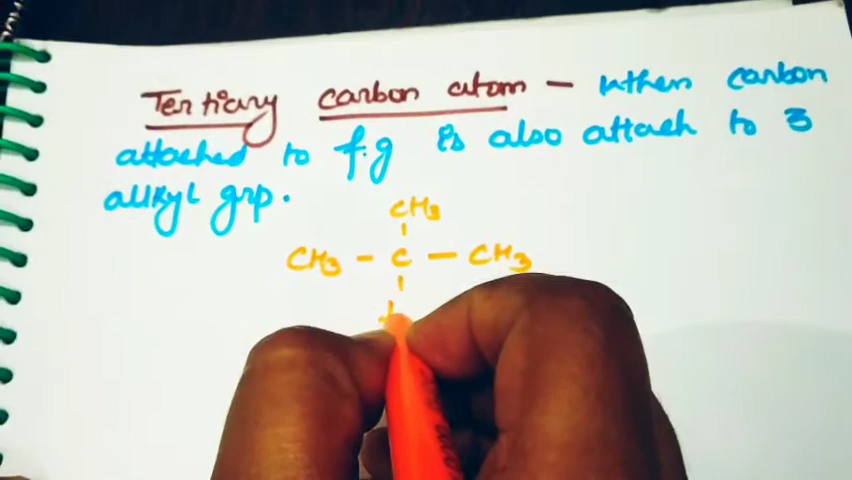 Tertiary carbon atom - When carbon
attached to f.g is also attach to 3
alkyl grp.
CH3
CH3 - C - CH3